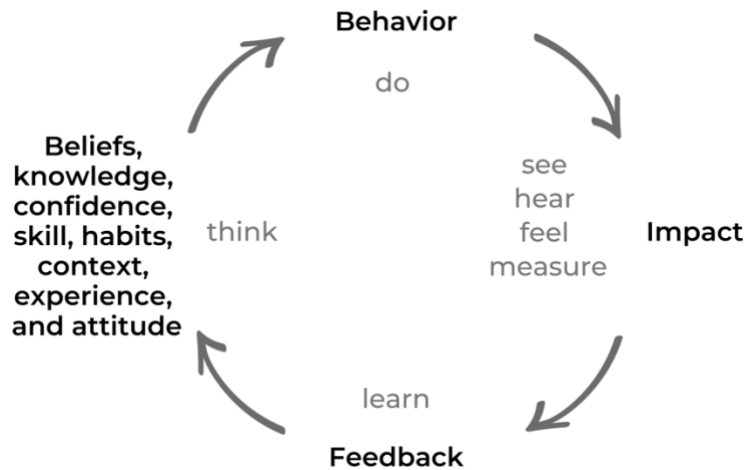 Behavior
do
Beliefs,
knowledge,
confidence,
skill, habits,
context,
experience,
and attitude
think
see
hear
feel
measure
Impact
learn
Feedback